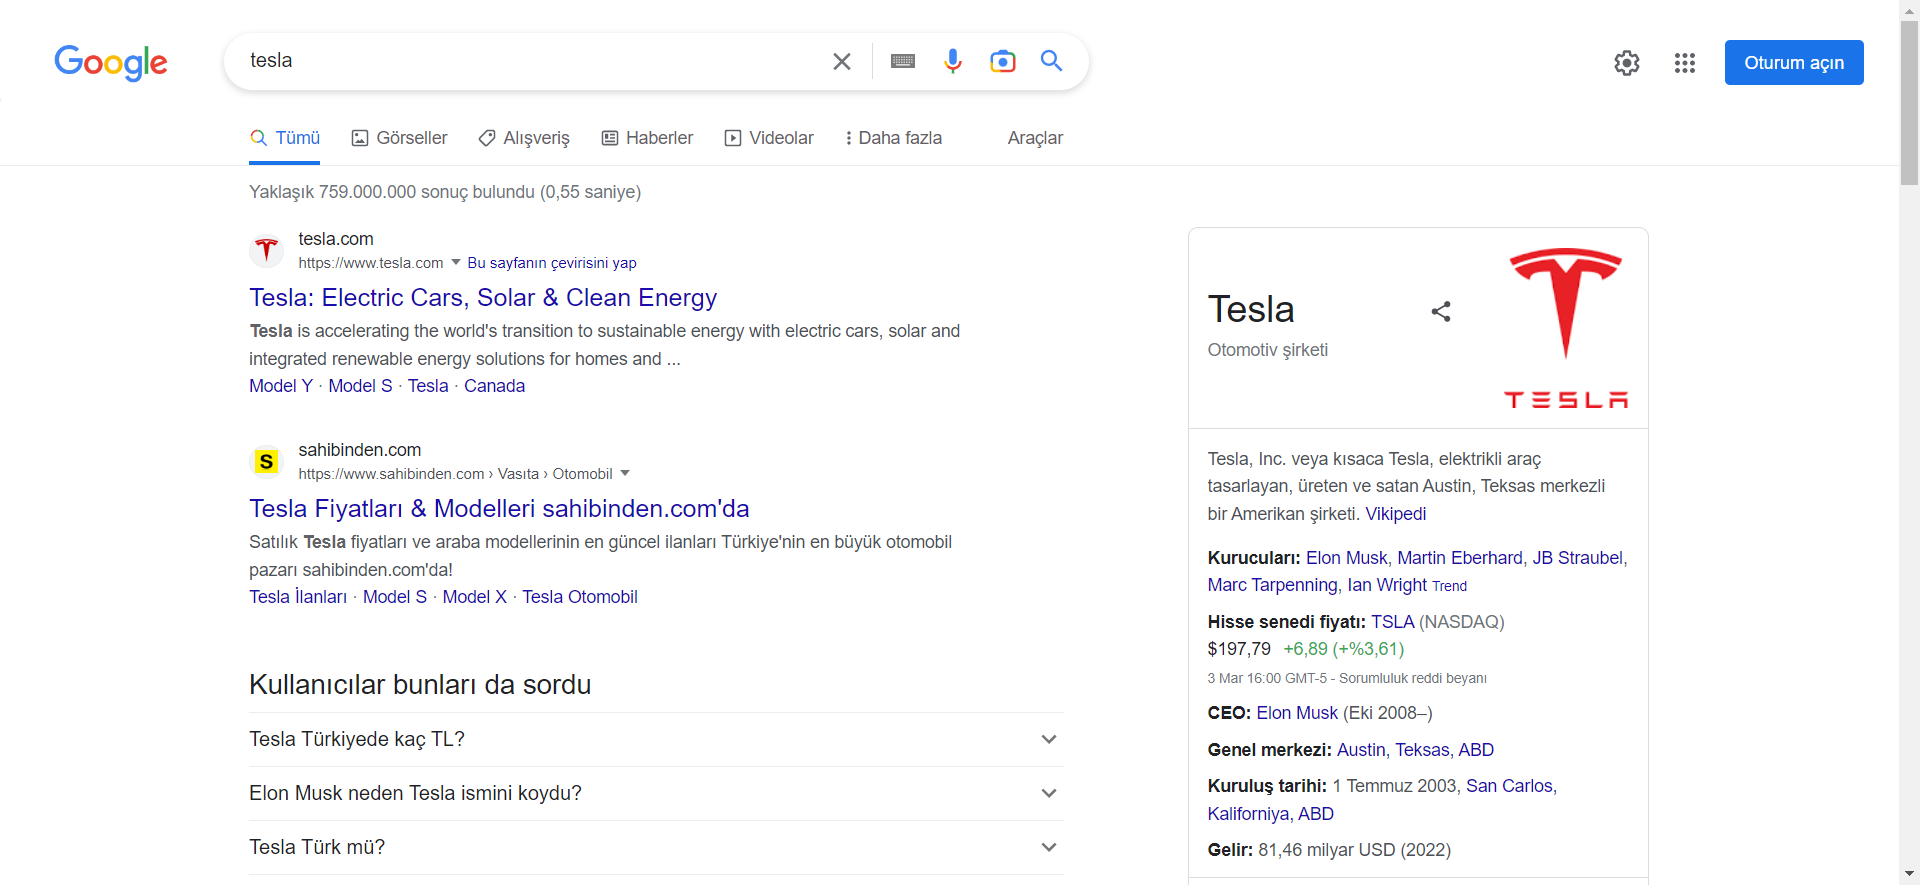 Google
tesla
Oturum açın
Tümü
Görseller
Alışveriş
Haberler
Videolar
Daha fazla
Araçlar
Yaklaşık 759.000.000 sonuç bulundu (0,55 saniye)
tesla.com
https://www.tesla.com Bu sayfanın çevirisini yap
Tesla: Electric Cars, Solar & Clean Energy
Tesla is accelerating the world's transition to sustainable energy with electric cars, solar and
integrated renewable energy solutions for homes and ...
Model Y · Model S · Tesla · Canada
S
sahibinden.com
https://www.sahibinden.com › Vasıta › Otomobil
Tesla Fiyatları & Modelleri sahibinden.com'da
Satılık Tesla fiyatları ve araba modellerinin en güncel ilanları Türkiye'nin en büyük otomobil
pazarı sahibinden.com'da!
Tesla İlanları · Model S · Model X · Tesla Otomobil
Kullanıcılar bunları da sordu
Tesla Türkiyede kaç TL?
Elon Musk neden Tesla ismini koydu?
Tesla Türk mü?
Tesla
Otomotiv şirketi
TESLA
Tesla, Inc. veya kısaca Tesla, elektrikli araç
tasarlayan, üreten ve satan Austin, Teksas merkezli
bir Amerikan şirketi. Vikipedi
Kurucuları: Elon Musk, Martin Eberhard, JB Straubel,
Marc Tarpenning, Ian Wright Trend
Hisse senedi fiyatı: TSLA (NASDAQ)
$197,79 +6,89 (+%3,61)
3 Mar 16:00 GMT-5 - Sorumluluk reddi beyanı
CEO: Elon Musk (Eki 2008–)
Genel merkezi: Austin, Teksas, ABD
Kuruluş tarihi: 1 Temmuz 2003, San Carlos,
Kaliforniya, ABD
Gelir: 81,46 milyar USD (2022)